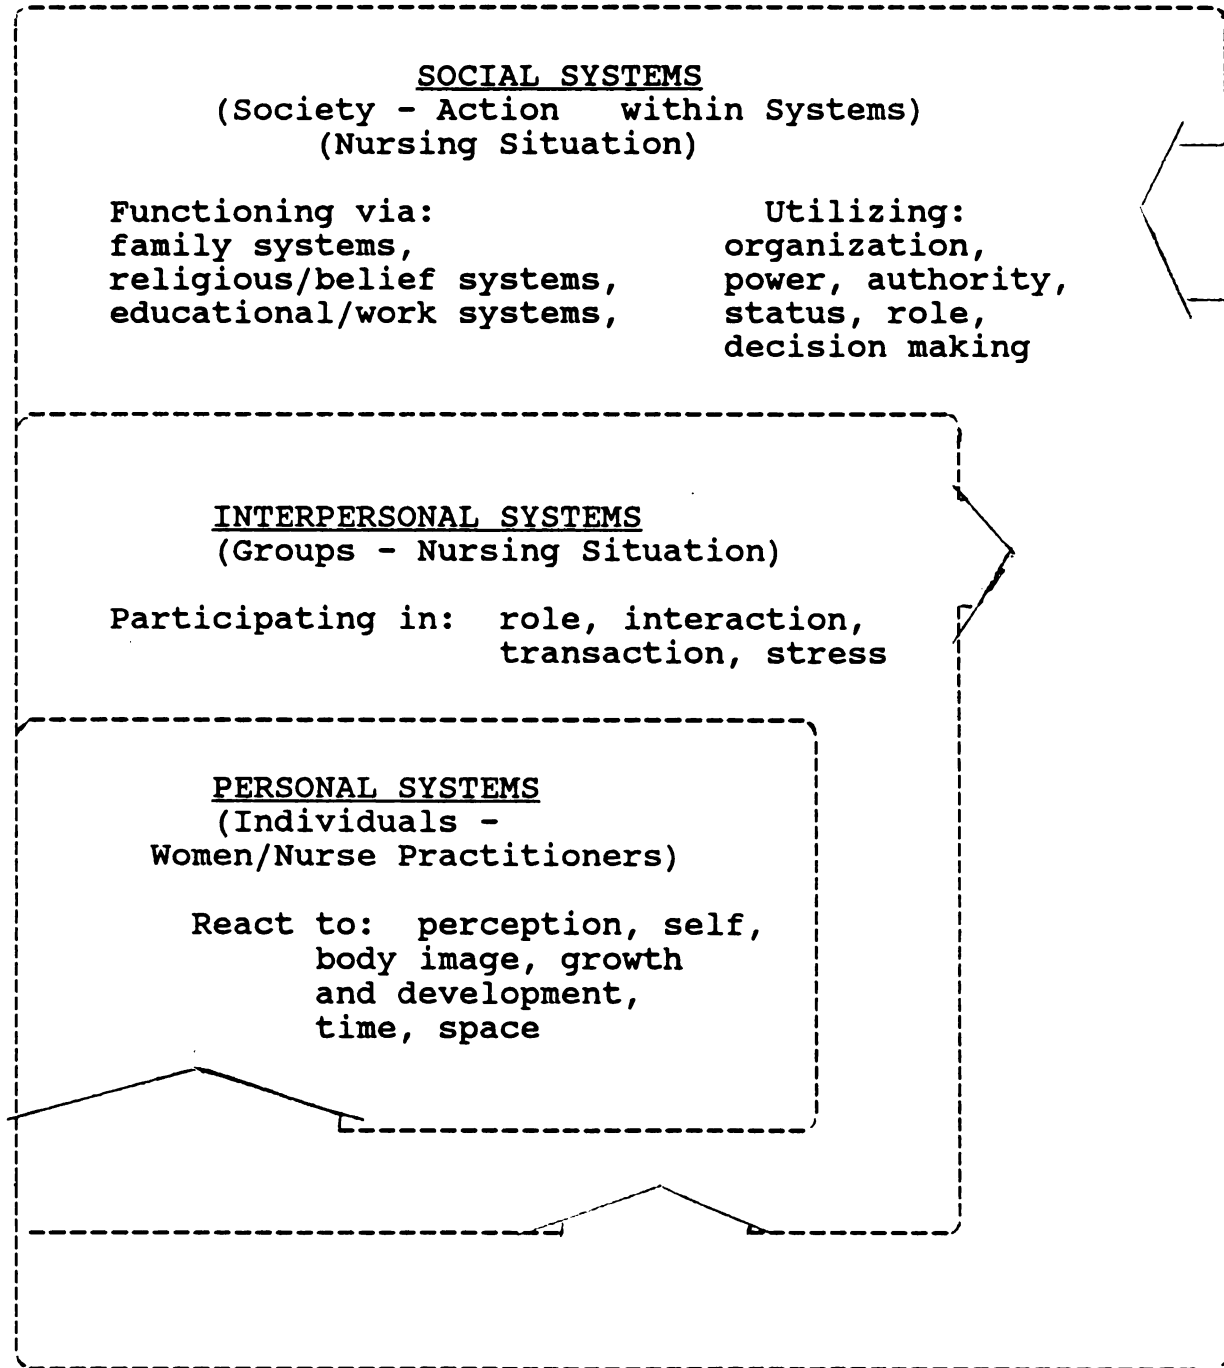 SOCIAL SYSTEMS
(Society - Action within Systems)
(Nursing Situation)
Functioning via:
family systems,
religious/belief systems,
educational/work systems,
Utilizing:
organization,
power, authority,
status, role,
decision making
INTERPERSONAL SYSTEMS
(Groups - Nursing Situation)
Participating in: role, interaction,
transaction, stress
PERSONAL SYSTEMS
(Individuals -
Women/Nurse Practitioners)
React to: perception, self,
body image, growth
and development,
time, space